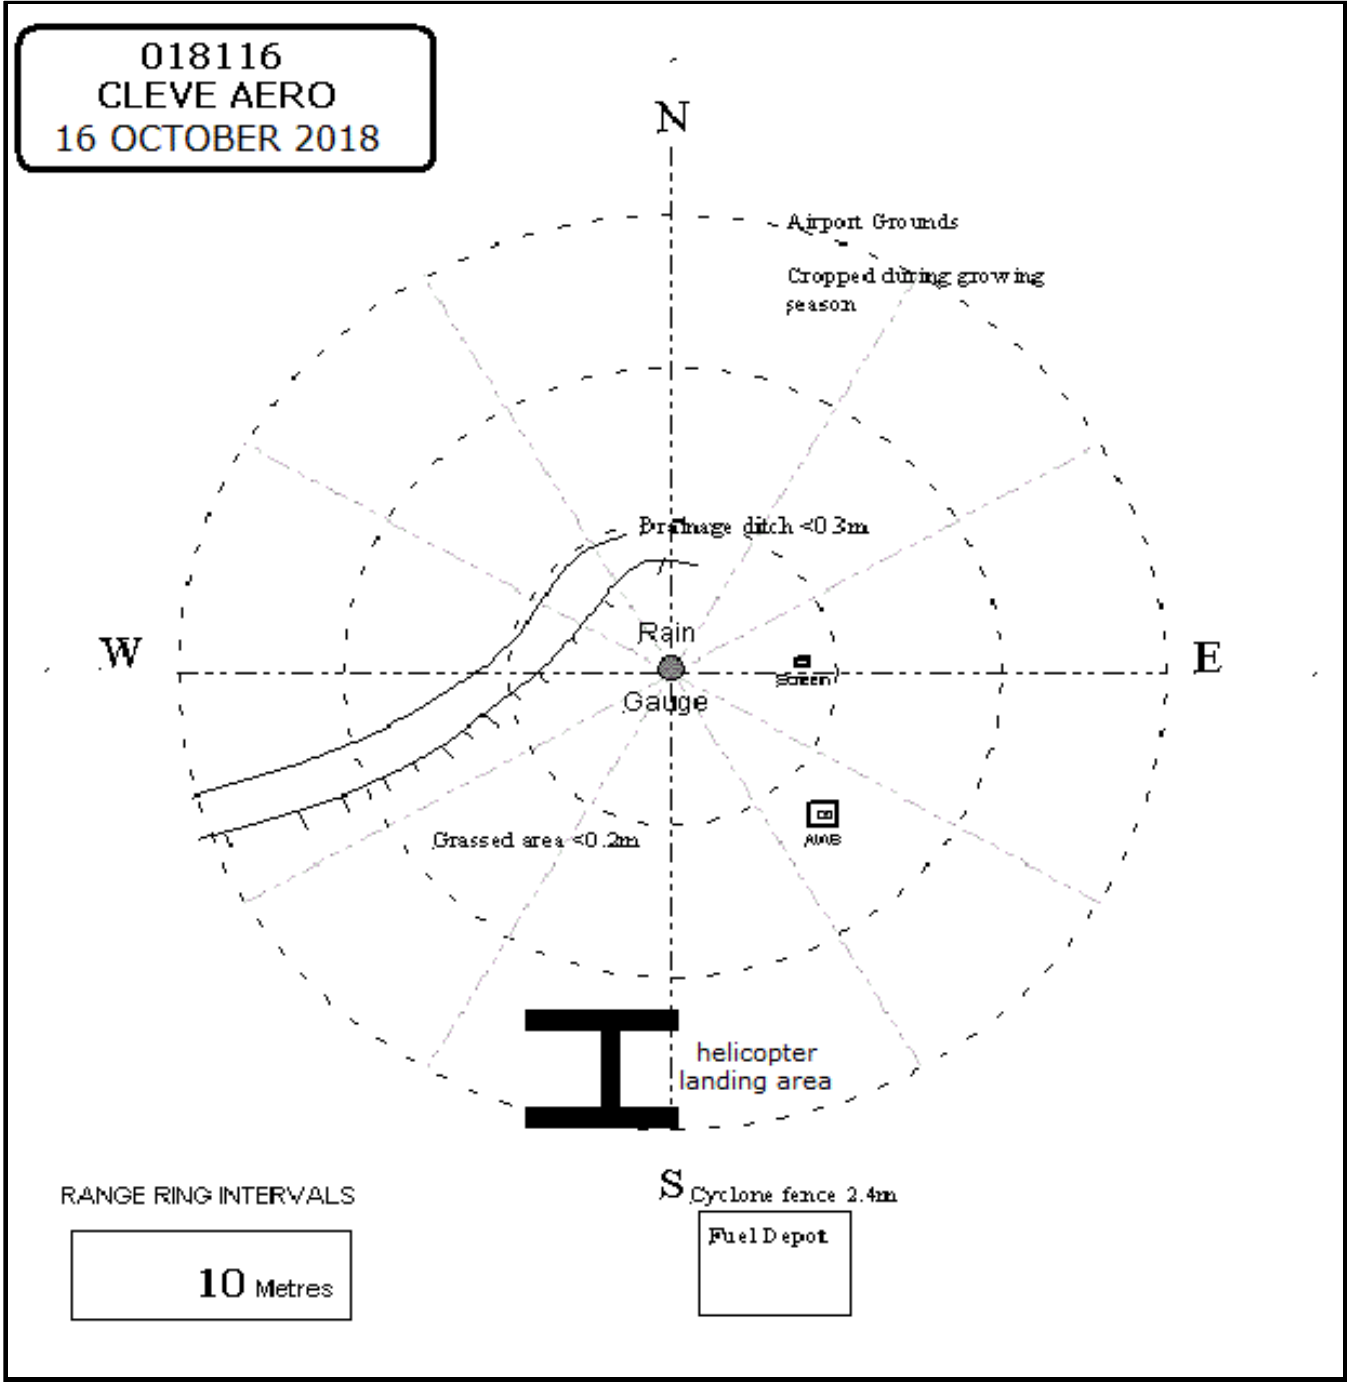 018116
CLEVE AERO
16 OCTOBER 2018
N
Airport Grounds
Cropped during growing
season
Drainage ditch <0.3m
Rain
W
E
Screen
Gauge
Grassed area <0.2m
AWS
helicopter
landing area
S
Cyclone fence 2.4m
RANGE RING INTERVALS
Fuel Depot
10 Metres